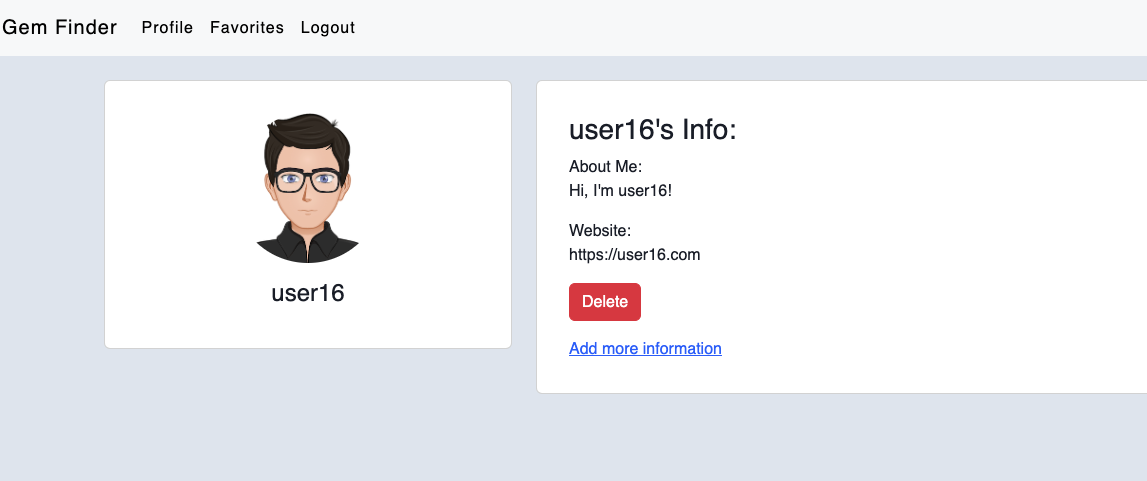 Gem Finder Profile Favorites Logout
user16
user16's Info:
About Me:
Hi, I'm user16!
Website:
https://user16.com
Delete
Add more information